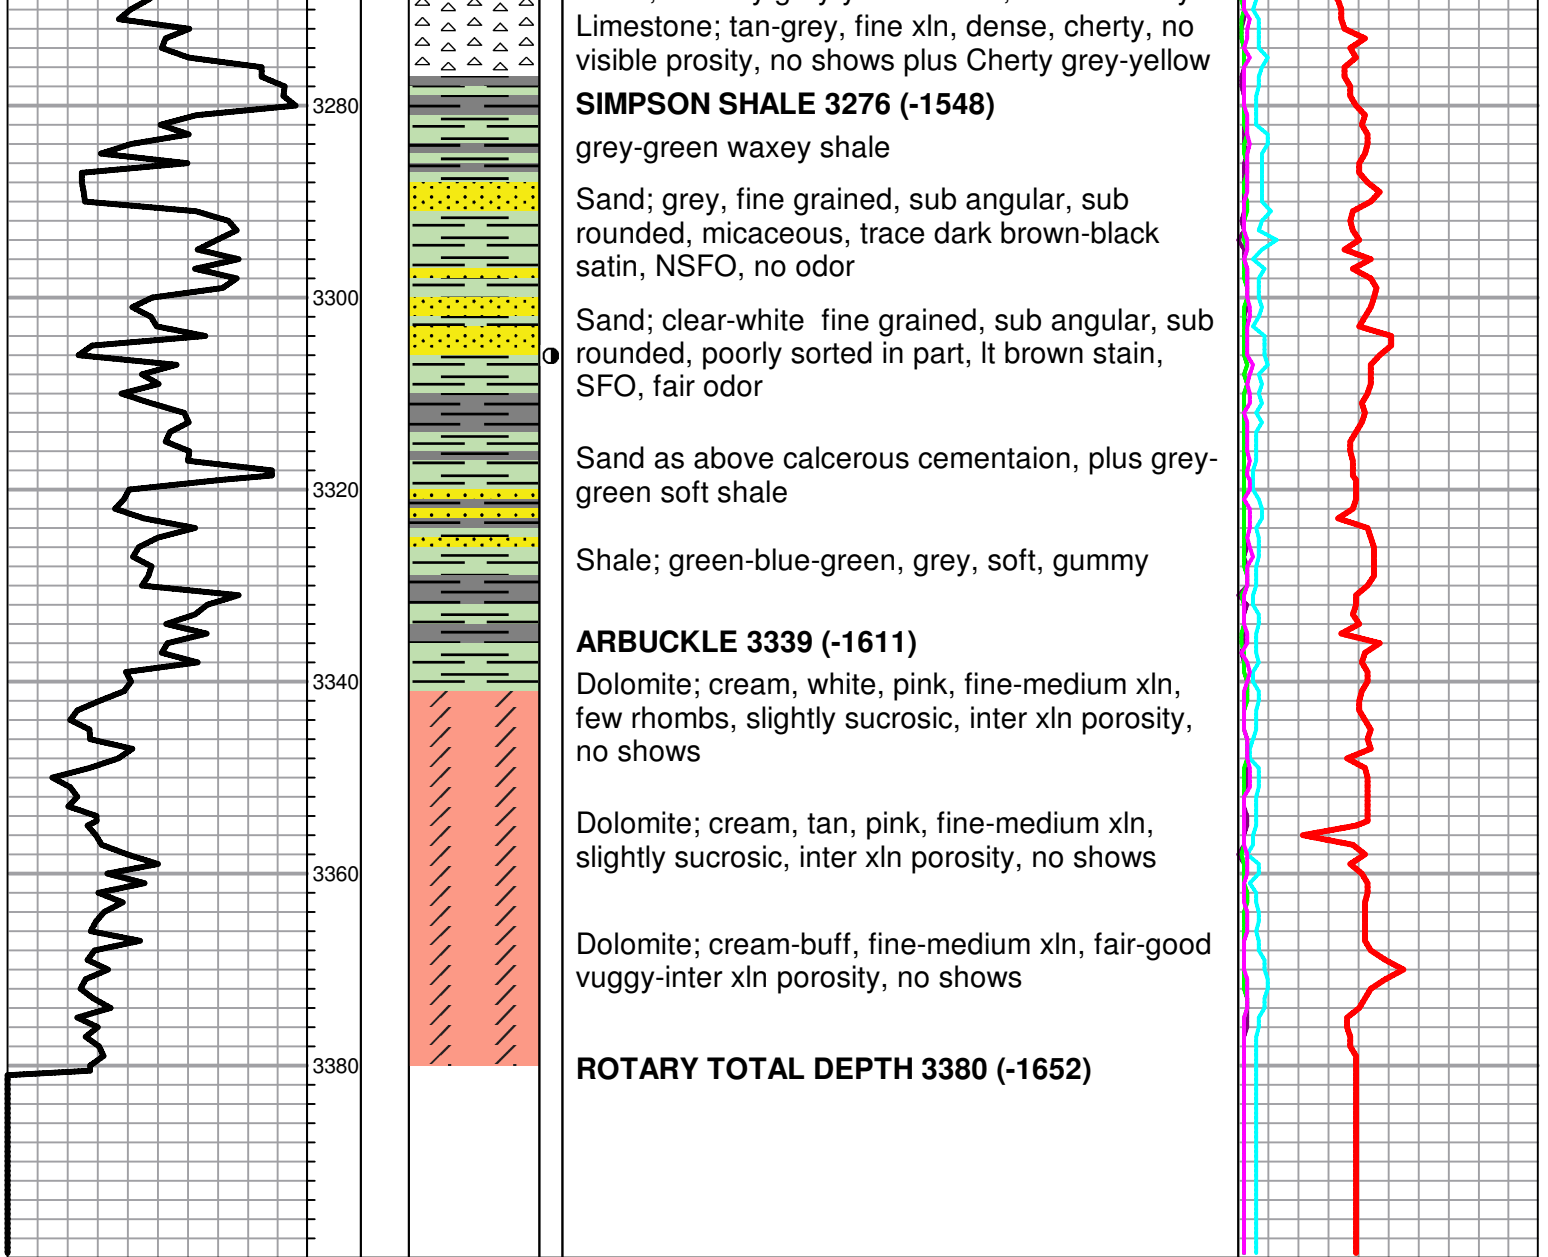 Limestone; tan-grey, fine xln, dense, cherty, no
visible prosity, no shows plus Cherty grey-yellow
3280
SIMPSON SHALE 3276 (-1548)
grey-green waxey shale
Sand; grey, fine grained, sub angular, sub
rounded, micaceous, trace dark brown-black
satin, NSFO, no odor
3300
Sand; clear-white  fine grained, sub angular, sub
rounded, poorly sorted in part, lt brown stain,
SFO, fair odor
Sand as above calcerous cementaion, plus grey-
green soft shale
3320
Shale; green-blue-green, grey, soft, gummy
ARBUCKLE 3339 (-1611)
3340
Dolomite; cream, white, pink, fine-medium xln,
few rhombs, slightly sucrosic, inter xln porosity,
no shows
Dolomite; cream, tan, pink, fine-medium xln,
slightly sucrosic, inter xln porosity, no shows
3360
Dolomite; cream-buff, fine-medium xln, fair-good
vuggy-inter xln porosity, no shows
3380
ROTARY TOTAL DEPTH 3380 (-1652)